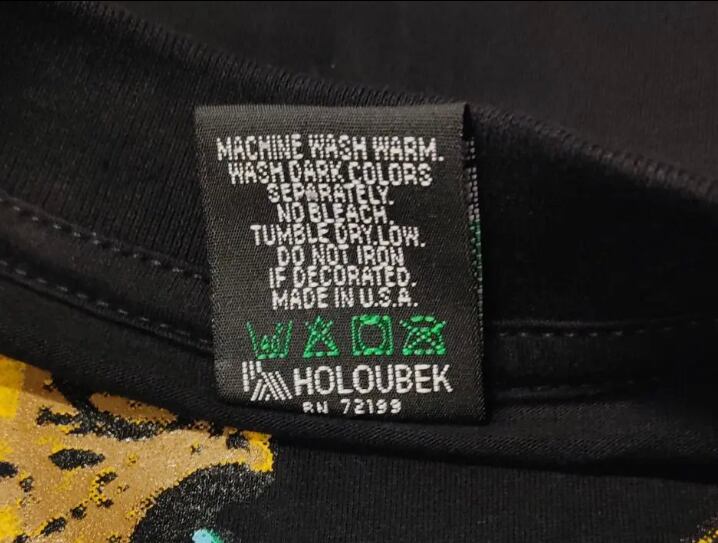 MACHINE WASH WARM.
WASH DARK COLORS
SEPARATELY.
NO BLEACH.
TUMBLE DRY LOW.
DO NOT IRON
IF DECORATED.
MADE IN U.S.A.
HOLOUBEK
RN 72199